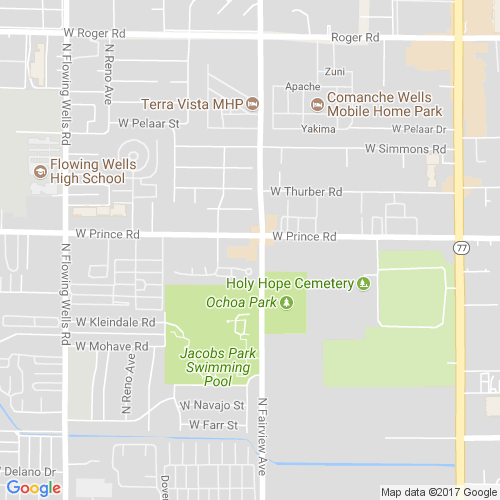 W Roger Rd
Roger Rd
N Flowing Wells Rd
N Reno Ave
Zuni
Apache
Terra Vista MHP
Comanche Wells
Mobile Home Park
W Pelaar St
Yakima
W Pelaar Dr
W Simmons Rd
Flowing Wells
High School
W Thurber Rd
W Prince Rd
W Prince Rd
77
N Flowing Wells Rd
Holy Hope Cemetery
Ochoa Park
W Kleindale Rd
W Mohave Rd
Jacobs Park
Swimming
Pool
N Reno Ave
W Navajo St
N Fairview Ave
W Farr St
W Delano Dr
Dove
Google
Map data ©2017 Google